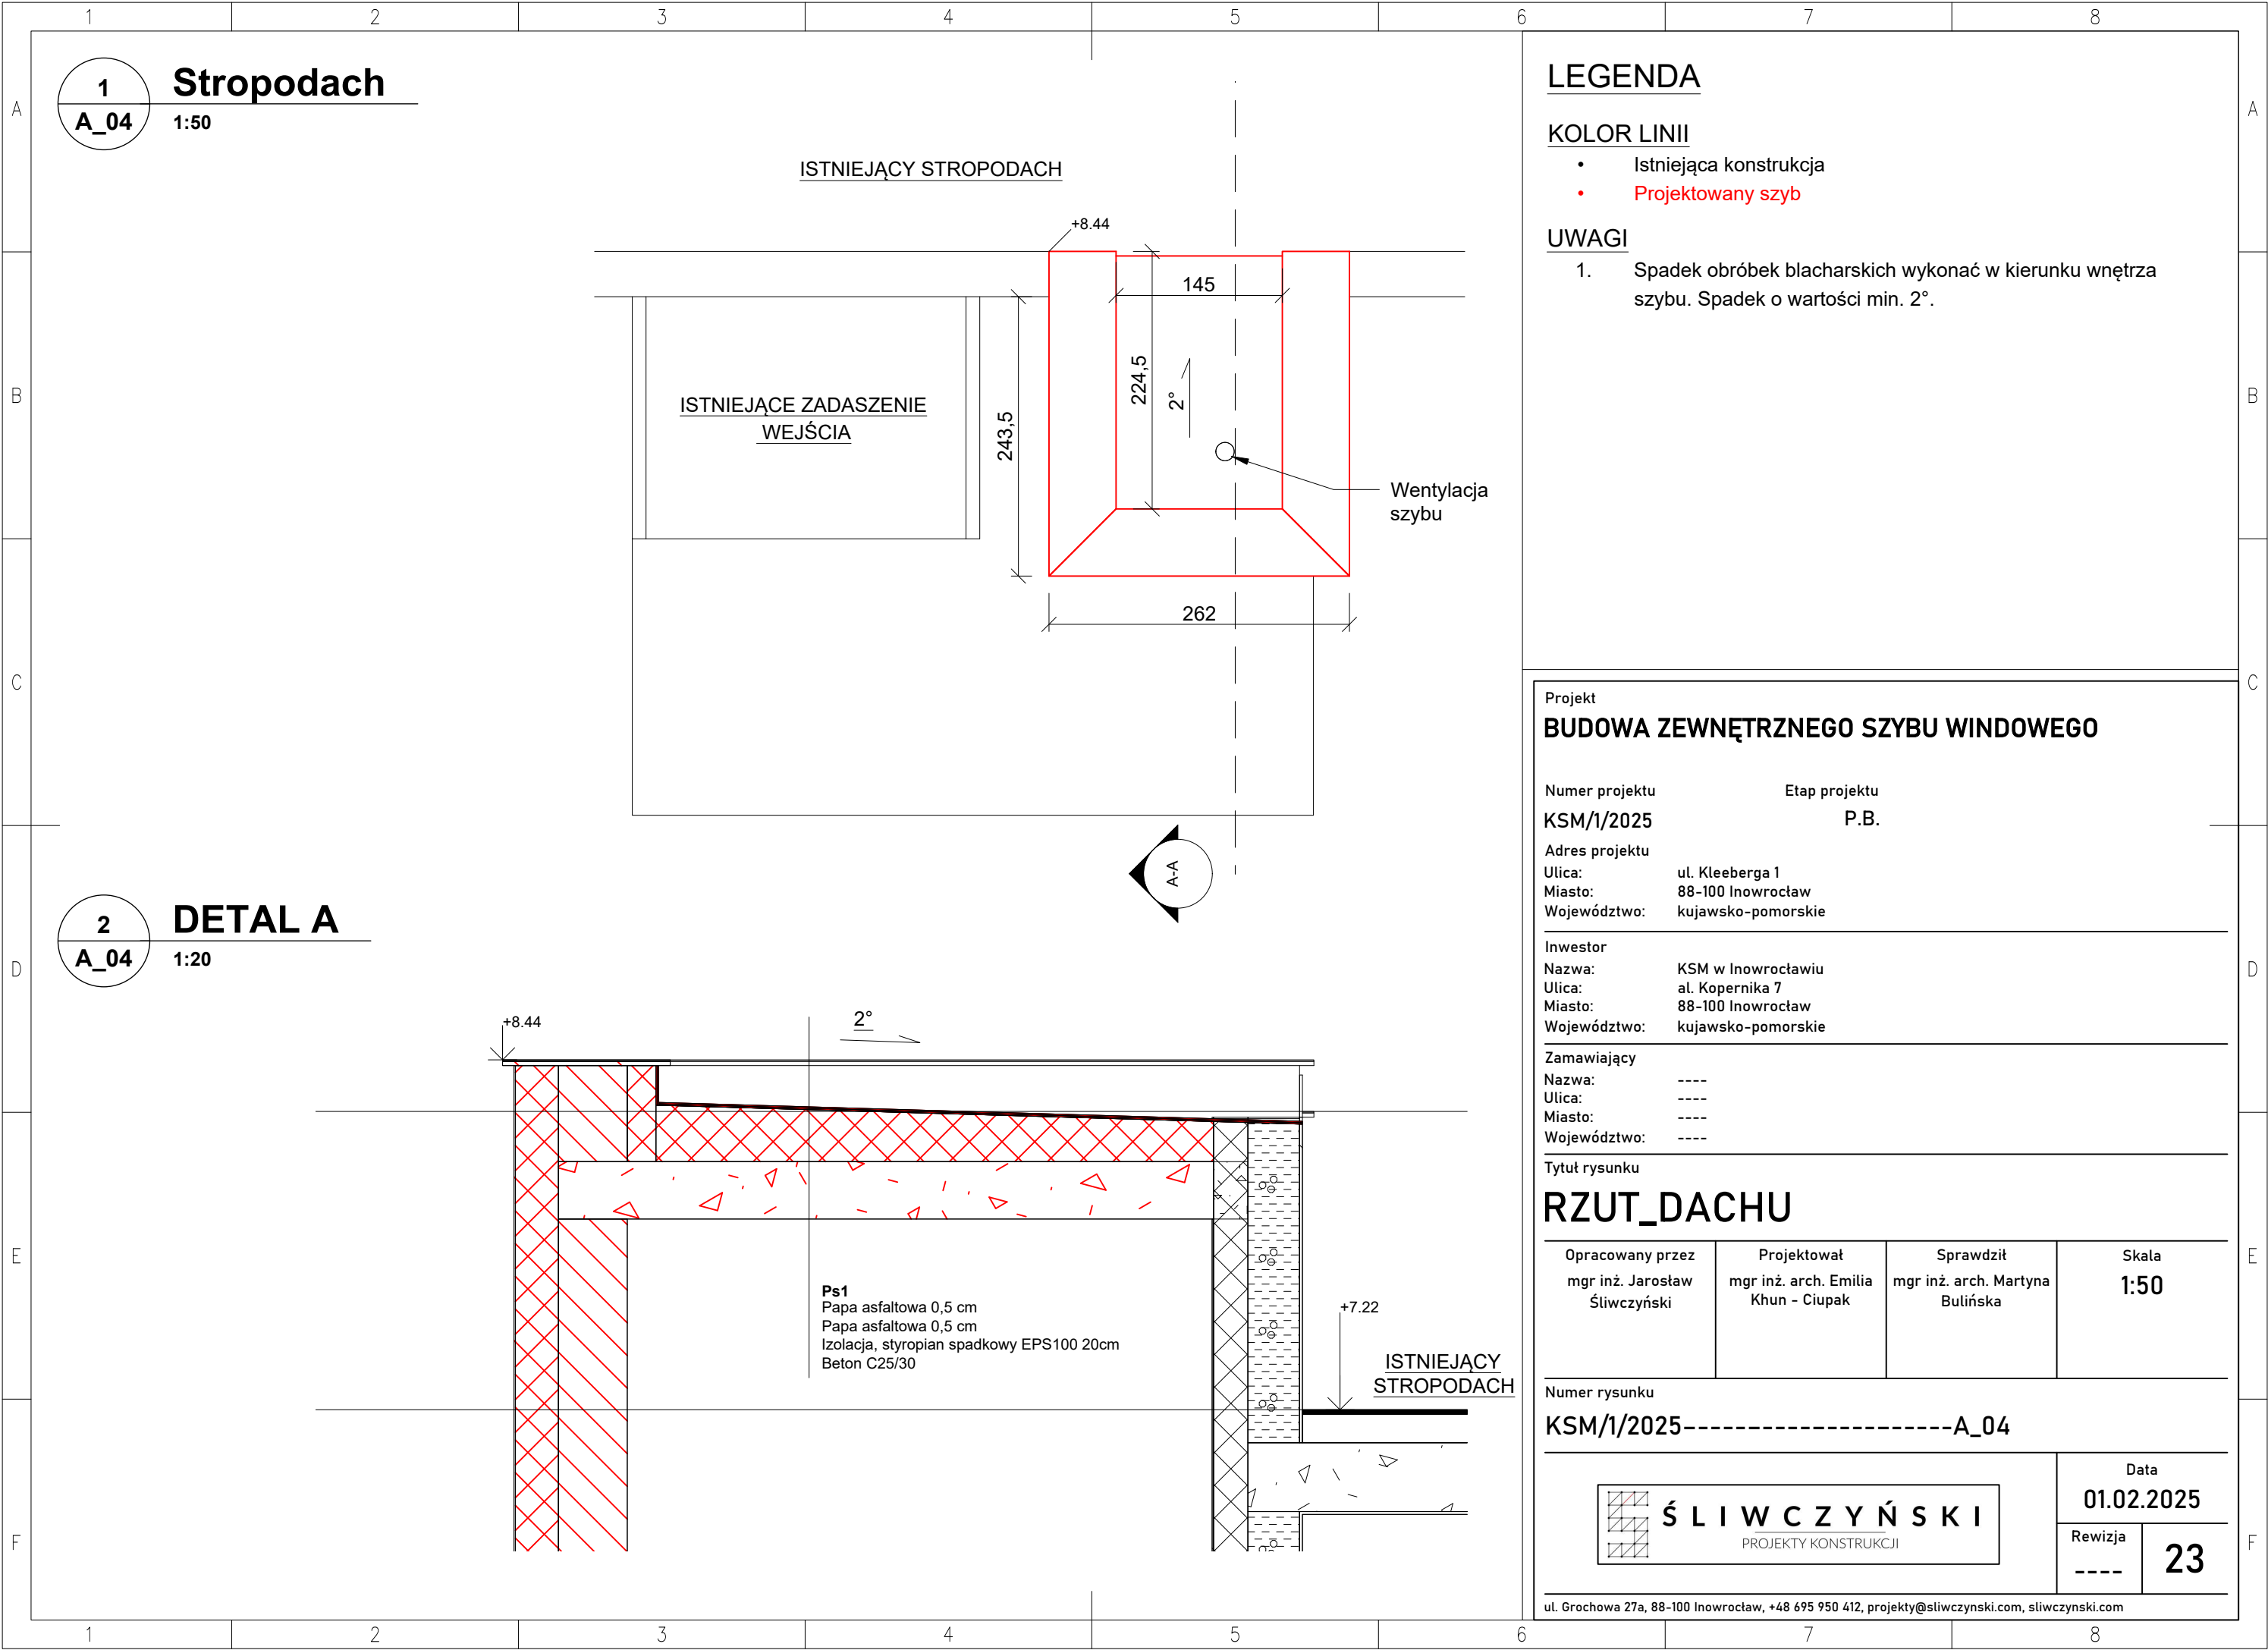 1 2 3 4 5 6 7 8
A A
B B
C C
D D
E E
F F
1
A_04
Stropodach
1:50
ISTNIEJĄCY STROPODACH
+8.44
145
224,5
2°
243,5
ISTNIEJĄCE ZADASZENIE
WEJŚCIA
Wentylacja
szybu
262
A-A
2
A_04
DETAL A
1:20
+8.44
2°
Ps1
Papa asfaltowa 0,5 cm
Papa asfaltowa 0,5 cm
Izolacja, styropian spadkowy EPS100 20cm
Beton C25/30
+7.22
ISTNIEJĄCY
STROPODACH
LEGENDA
KOLOR LINII
• Istniejąca konstrukcja
• Projektowany szyb
UWAGI
1. Spadek obróbek blacharskich wykonać w kierunku wnętrza
szybu. Spadek o wartości min. 2°.
Projekt
BUDOWA ZEWNĘTRZNEGO SZYBU WINDOWEGO
Numer projektu Etap projektu
KSM/1/2025 P.B.
Adres projektu
Ulica: ul. Kleeberga 1
Miasto: 88-100 Inowrocław
Województwo: kujawsko-pomorskie
Inwestor
Nazwa: KSM w Inowrocławiu
Ulica: al. Kopernika 7
Miasto: 88-100 Inowrocław
Województwo: kujawsko-pomorskie
Zamawiający
Nazwa: ----
Ulica: ----
Miasto: ----
Województwo: ----
Tytuł rysunku
RZUT_DACHU
Opracowany przez
mgr inż. Jarosław
Śliwczyński
Projektował
mgr inż. arch. Emilia
Khun - Ciupak
Sprawdził
mgr inż. arch. Martyna
Bulińska
Skala
1:50
Numer rysunku
KSM/1/2025---------------------A_04
ŚLIWCZYŃSKI
PROJEKTY KONSTRUKCJI
Data
01.02.2025
Rewizja
----
23
ul. Grochowa 27a, 88-100 Inowrocław, +48 695 950 412, projekty@sliwczynski.com, sliwczynski.com
1 2 3 4 5 6 7 8